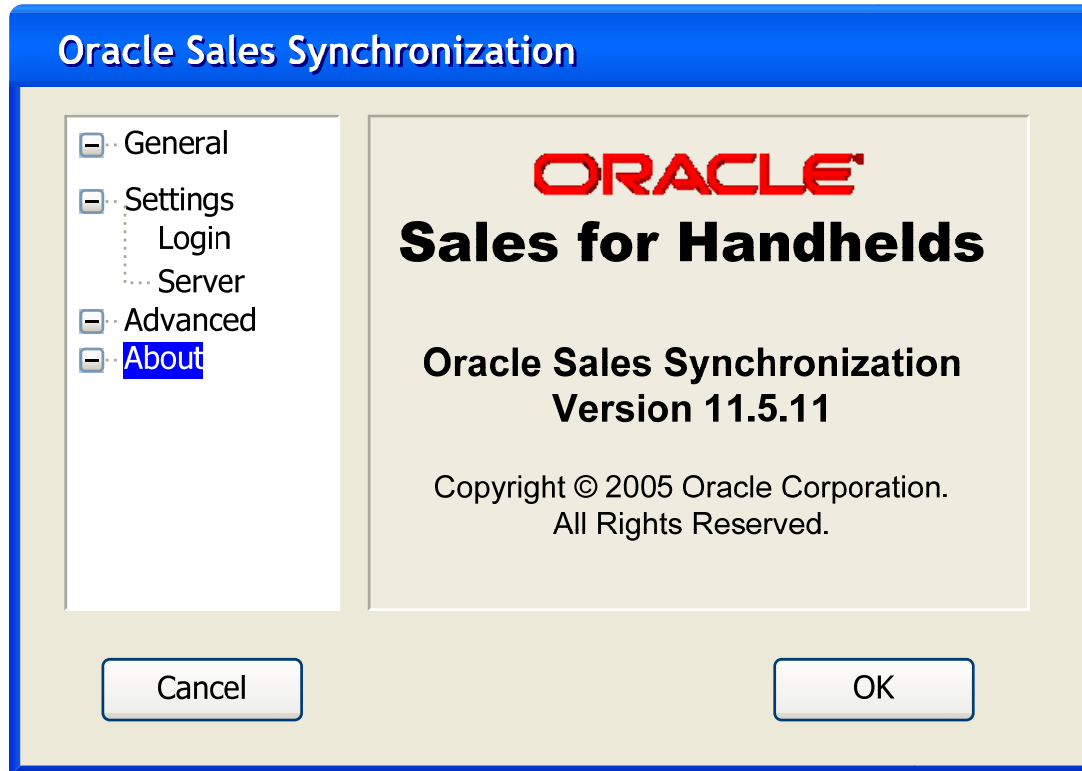 Oracle Sales Synchronization
General
Settings
Login
Server
Advanced
About
ORACLE
Sales for Handhelds
Oracle Sales Synchronization
Version 11.5.11
Copyright © 2005 Oracle Corporation.
All Rights Reserved.
Cancel
OK